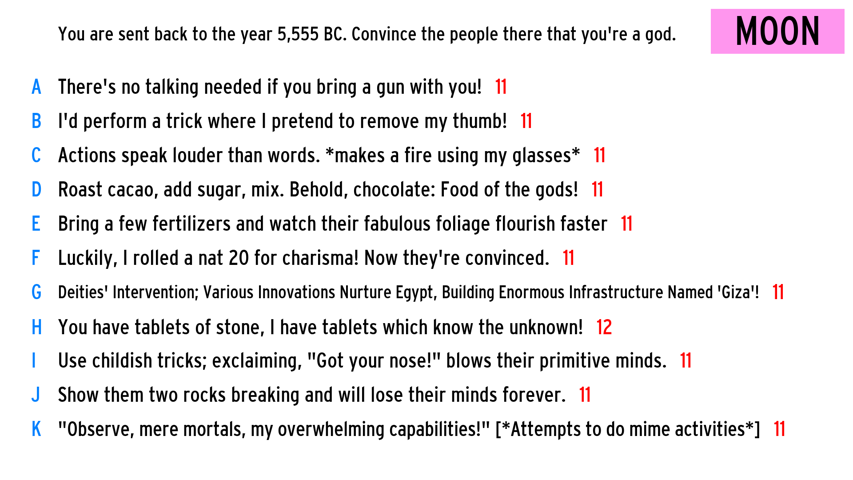 You are sent back to the year 5,555 BC. Convince the people there that you're a god.
MOON
A There's no talking needed if you bring a gun with you! 11
B I'd perform a trick where I pretend to remove my thumb! 11
C Actions speak louder than words. *makes a fire using my glasses* 11
D Roast cacao, add sugar, mix. Behold, chocolate: Food of the gods! 11
E Bring a few fertilizers and watch their fabulous foliage flourish faster 11
F Luckily, I rolled a nat 20 for charisma! Now they're convinced. 11
G Deities' Intervention; Various Innovations Nurture Egypt, Building Enormous Infrastructure Named 'Giza'! 11
H You have tablets of stone, I have tablets which know the unknown! 12
I Use childish tricks; exclaiming, "Got your nose!" blows their primitive minds. 11
J Show them two rocks breaking and will lose their minds forever. 11
K "Observe, mere mortals, my overwhelming capabilities!" [*Attempts to do mime activities*] 11